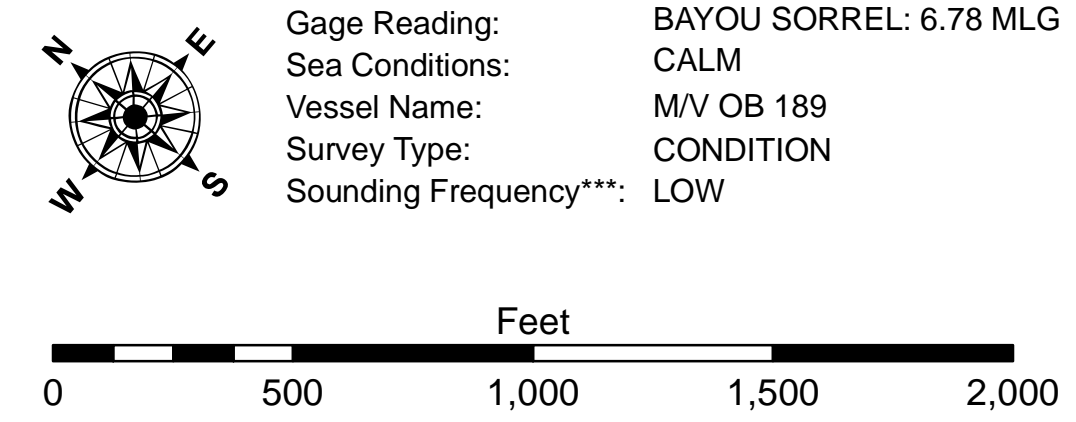 N E
W S
Gage Reading: BAYOU SORREL: 6.78 MLG
Sea Conditions: CALM
Vessel Name: M/V OB 189
Survey Type: CONDITION
Sounding Frequency***: LOW
Feet
0 500 1,000 1,500 2,000